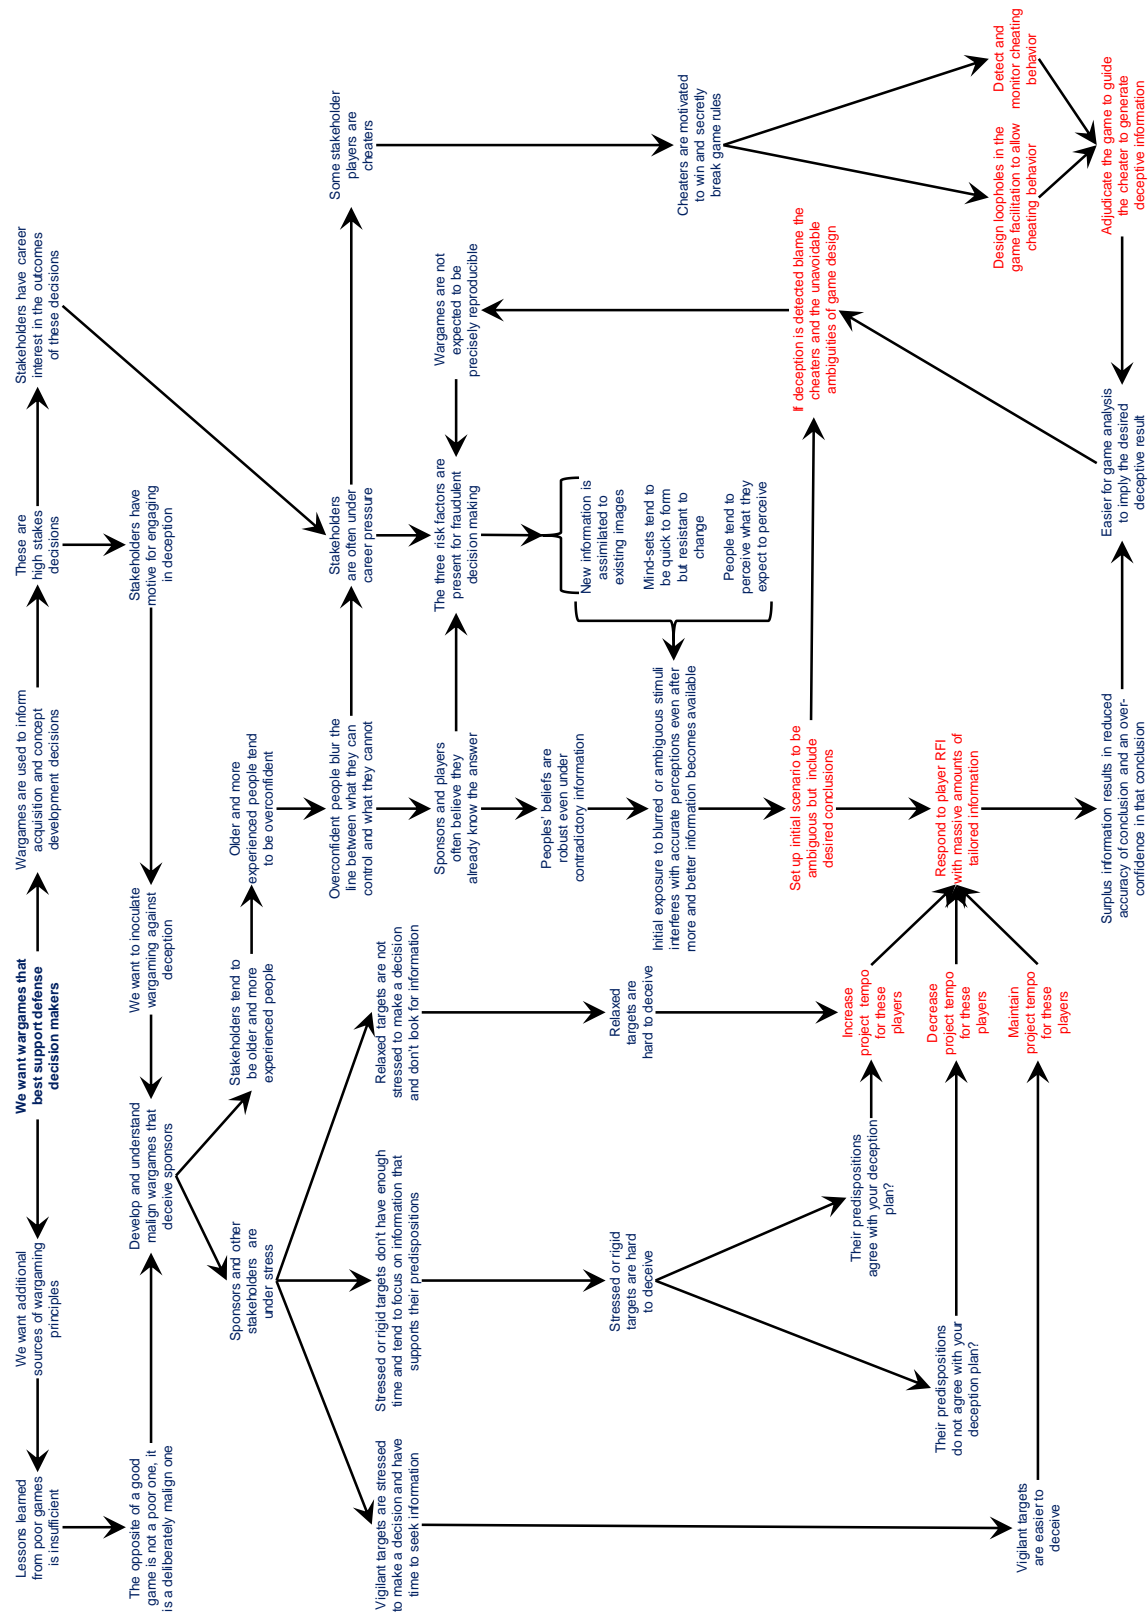 Lessons learned
from poor games
is insufficient
We want additional
sources of wargaming
principles
We want wargames that
best support defense
decision makers
Wargames are used to inform
acquisition and concept
development decisions
These are
high stakes
decisions
Stakeholders have career
interest in the outcomes
of these decisions
The opposite of a good
game is not a poor one, it
is a deliberately malign one
Develop and understand
malign wargames that
deceive sponsors
We want to inoculate
wargaming against
deception
Stakeholders have
motive for engaging
in deception
Sponsors and other
stakeholders are
under stress
Stakeholders tend to
be older and more
experienced people
Older and more
experienced people tend
to be overconfident
Vigilant targets are stressed
to make a decision and have
time to seek information
Stressed or rigid targets don't have enough
time and tend to focus on information that
supports their predispositions
Relaxed targets are not
stressed to make a decision
and don't look for information
Overconfident people blur the
line between what they can
control and what they cannot
Stakeholders
are often under
career pressure
Some stakeholder
players are
cheaters
Sponsors and players
often believe they
already know the answer
The three risk factors are
present for fraudulent
decision making
Wargames are not
expected to be
precisely reproducible
Peoples' beliefs are
robust even under
contradictory information
New information is
assimilated to
existing images
Mind-sets tend to
be quick to form
but resistant to
change
People tend to
perceive what they
expect to perceive
Stressed or rigid
targets are hard
to deceive
Relaxed
targets are
hard to deceive
Initial exposure to blurred or ambiguous stimuli
interferes with accurate perceptions even after
more and better information becomes available
Cheaters are motivated
to win and secretly
break game rules
Set up initial scenario to be
ambiguous but include
desired conclusions
If deception is detected blame the
cheaters and the unavoidable
ambiguities of game design
Their predispositions
agree with your deception
plan?
Increase
project tempo
for these
players
Their predispositions
do not agree with your
deception plan?
Decrease
project tempo
for these
players
Respond to player RFI
with massive amounts of
tailored information
Design loopholes in the
game facilitation to allow
cheating behavior
Detect and
monitor cheating
behavior
Vigilant targets
are easier to
deceive
Maintain
project tempo
for these
players
Surplus information results in reduced
accuracy of conclusion and an over-
confidence in that conclusion
Easier for game analysis
to imply the desired
deceptive result
Adjudicate the game to guide
the cheater to generate
deceptive information